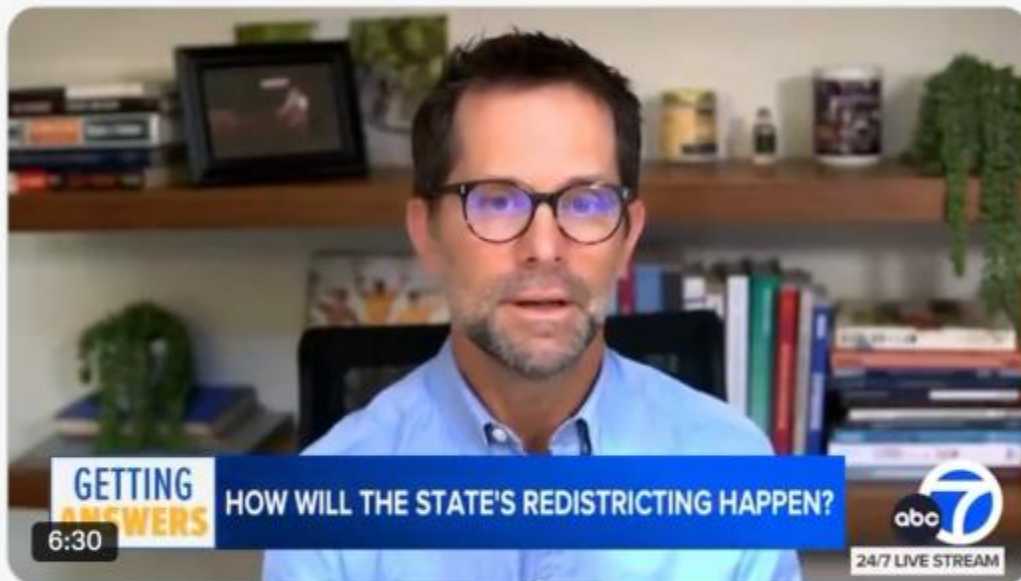 GETTING
ANSWERS
HOW WILL THE STATE'S REDISTRICTING HAPPEN?
6:30
abc 7
24/7 LIVE STREAM